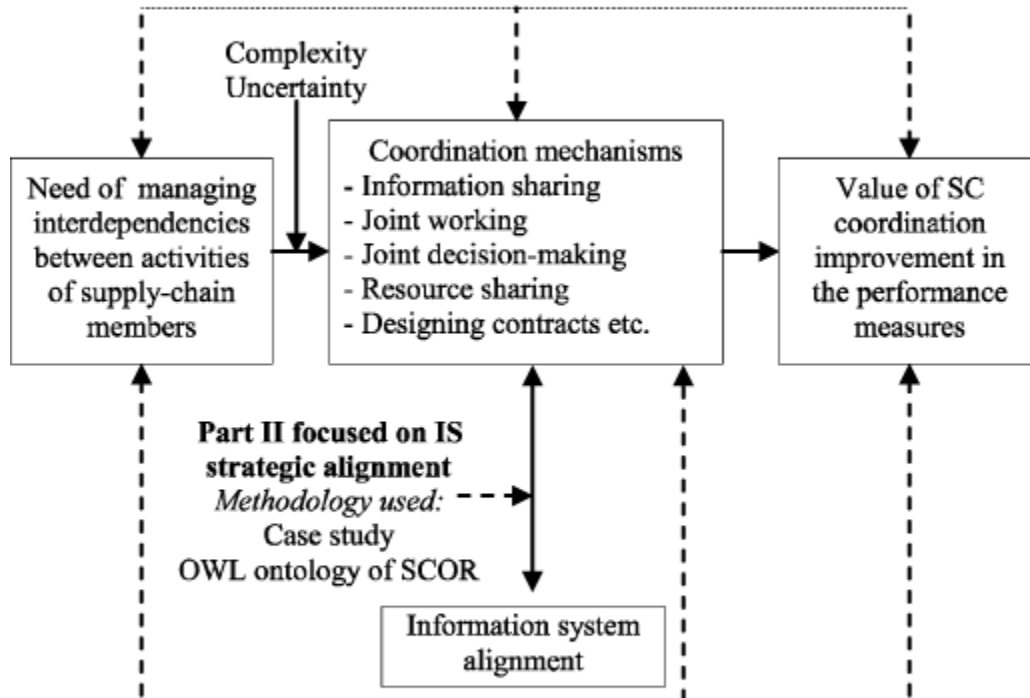 Complexity
Uncertainty
Need of managing
interdependencies
between activities
of supply-chain
members
Coordination mechanisms
- Information sharing
- Joint working
- Joint decision-making
- Resource sharing
- Designing contracts etc.
Value of SC
coordination
improvement in
the performance
measures
Part II focused on IS
strategic alignment
Methodology used:
Case study
OWL ontology of SCOR
Information system
alignment